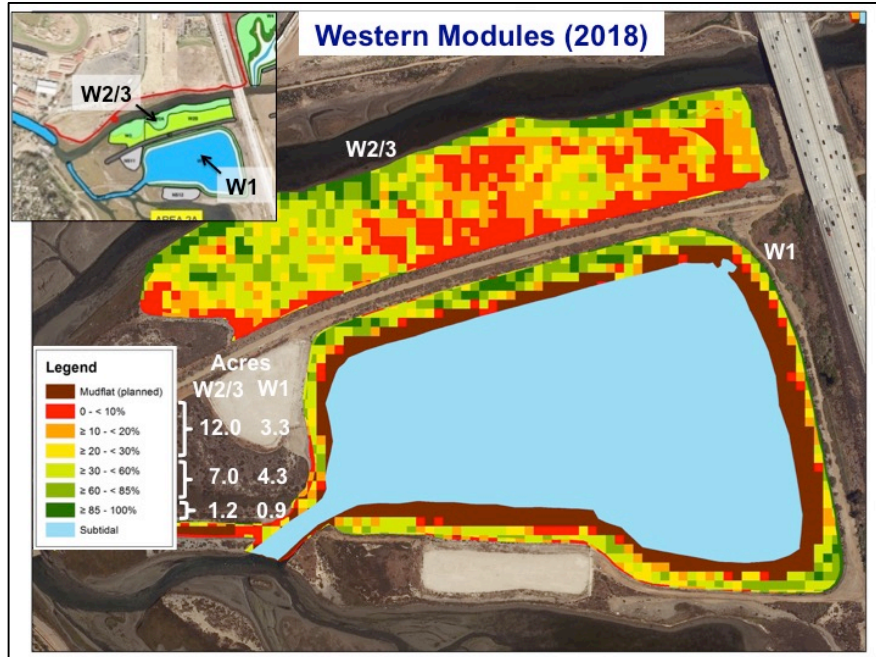 Western Modules (2018)
W2/3
W1
W2/3
W1
Legend
Mudflat (planned)
0 - < 10%
≥ 10 - < 20%
≥ 20 - < 30%
≥ 30 - < 60%
≥ 60 - < 85%
≥ 85 - 100%
Subtidal
Acres
W2/3 W1
12.0 3.3
7.0 4.3
1.2 0.9